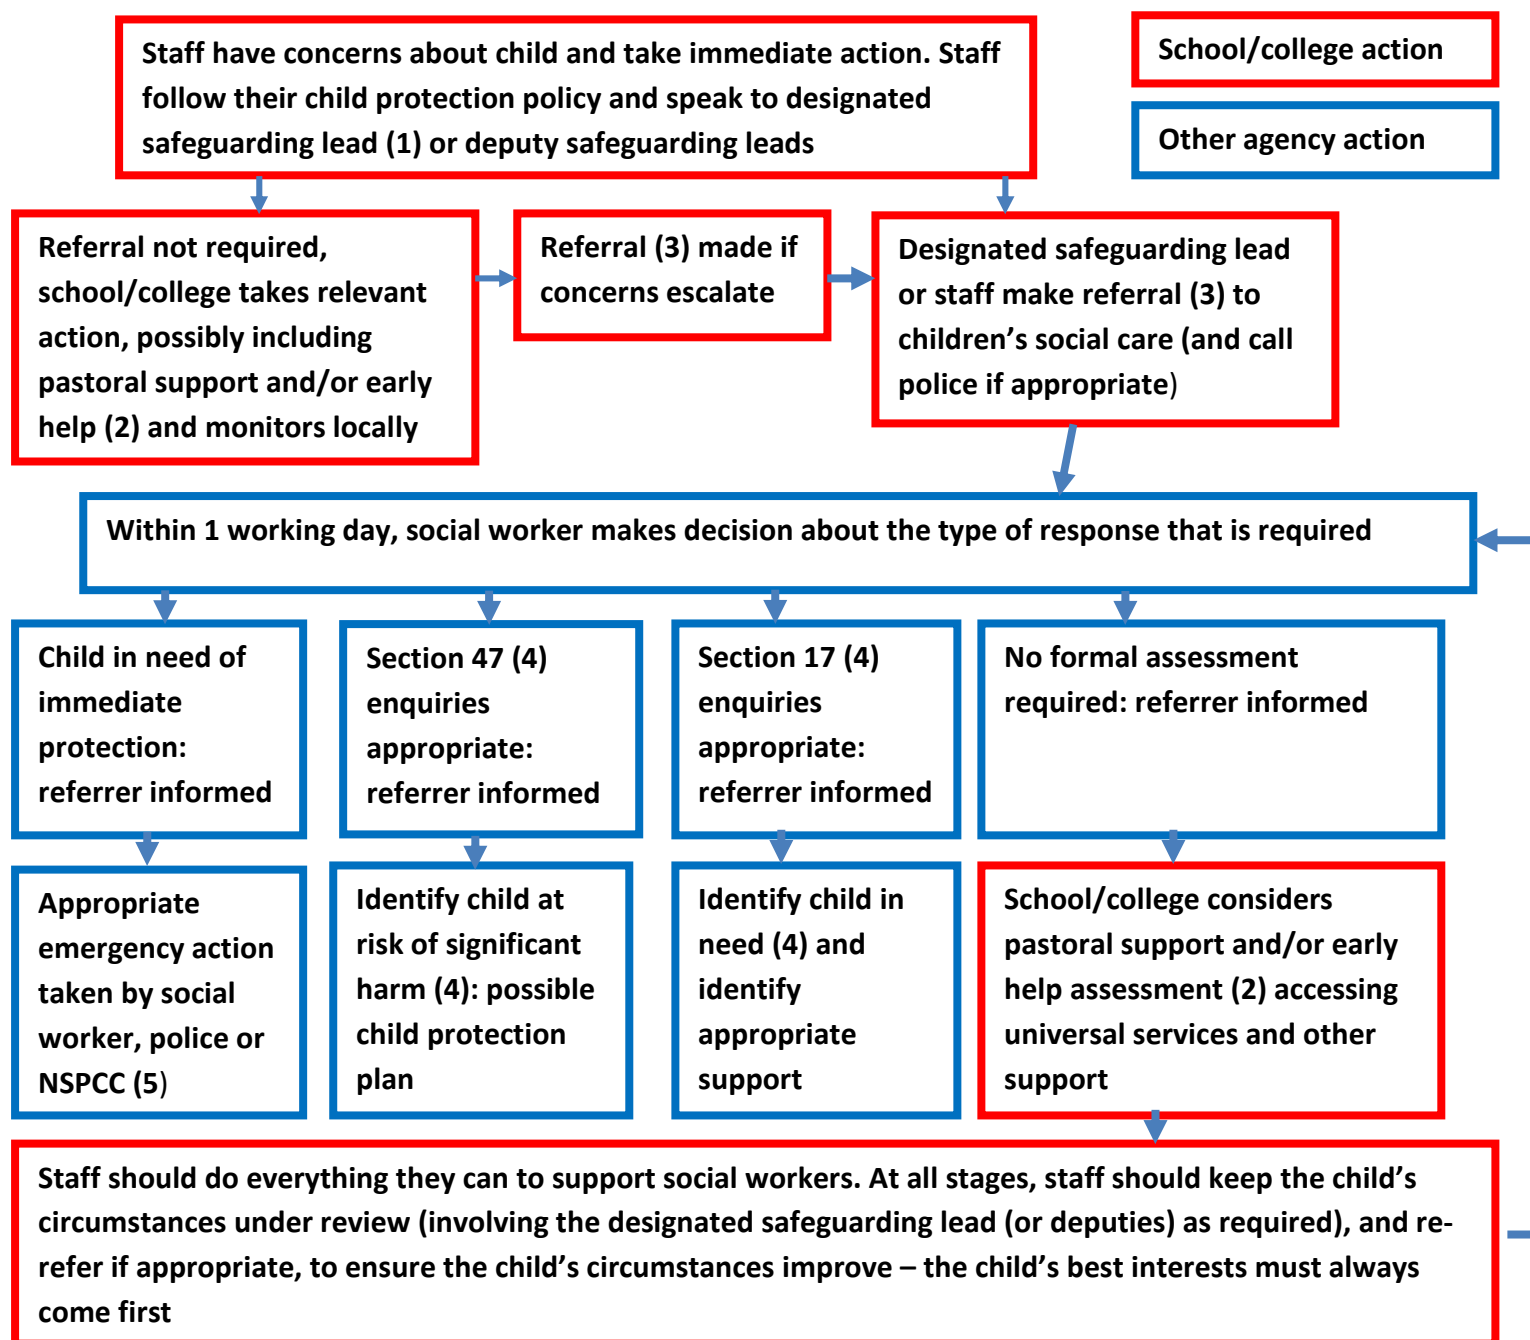 Staff have concerns about child and take immediate action. Staff
follow their child protection policy and speak to designated
safeguarding lead (1) or deputy safeguarding leads
School/college action
Other agency action
Referral not required,
school/college takes relevant
action, possibly including
pastoral support and/or early
help (2) and monitors locally
Referral (3) made if
concerns escalate
Designated safeguarding lead
or staff make referral (3) to
children’s social care (and call
police if appropriate)
Within 1 working day, social worker makes decision about the type of response that is required
Child in need of
immediate
protection:
referrer informed
Section 47 (4)
enquiries
appropriate:
referrer informed
Section 17 (4)
enquiries
appropriate:
referrer informed
No formal assessment
required: referrer informed
Appropriate
emergency action
taken by social
worker, police or
NSPCC (5)
Identify child at
risk of significant
harm (4): possible
child protection
plan
Identify child in
need (4) and
identify
appropriate
support
School/college considers
pastoral support and/or early
help assessment (2) accessing
universal services and other
support
Staff should do everything they can to support social workers. At all stages, staff should keep the child’s
circumstances under review (involving the designated safeguarding lead (or deputies) as required), and re-
refer if appropriate, to ensure the child’s circumstances improve – the child’s best interests must always
come first